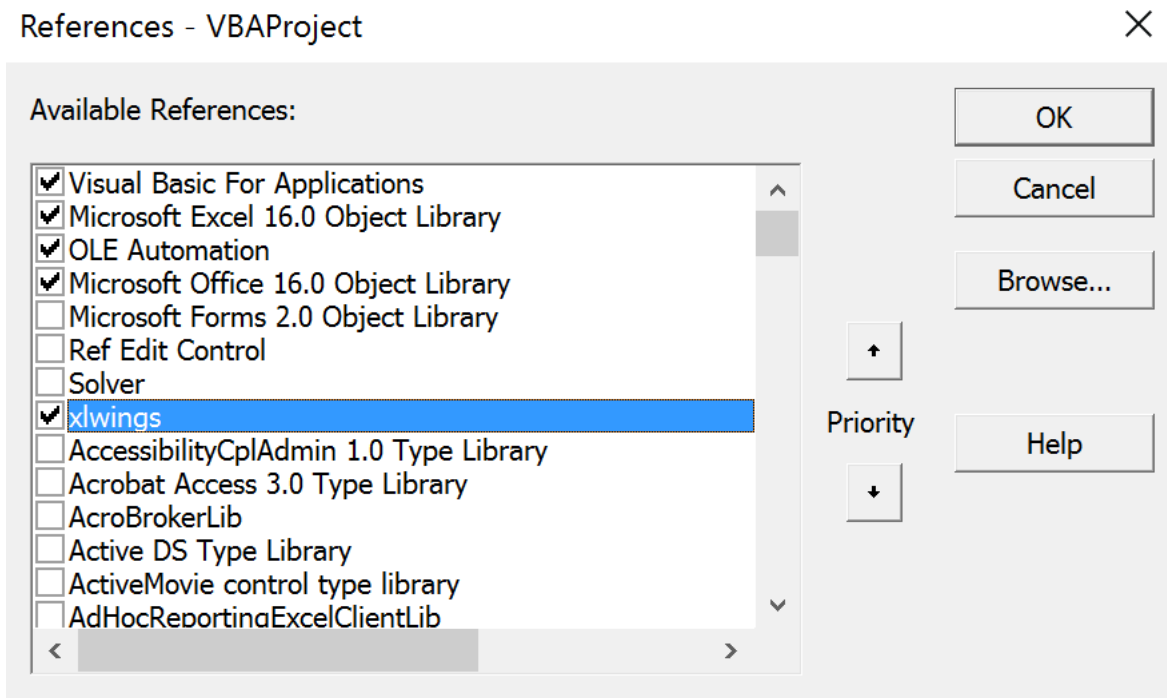 References - VBAProject
Available References:
Visual Basic For Applications
Microsoft Excel 16.0 Object Library
OLE Automation
Microsoft Office 16.0 Object Library
Microsoft Forms 2.0 Object Library
Ref Edit Control
Solver
xlwings
AccessibilityCplAdmin 1.0 Type Library
Acrobat Access 3.0 Type Library
AcroBrokerLib
Active DS Type Library
ActiveMovie control type library
AdHocReportingExcelClientLib
Priority
OK
Cancel
Browse...
Help